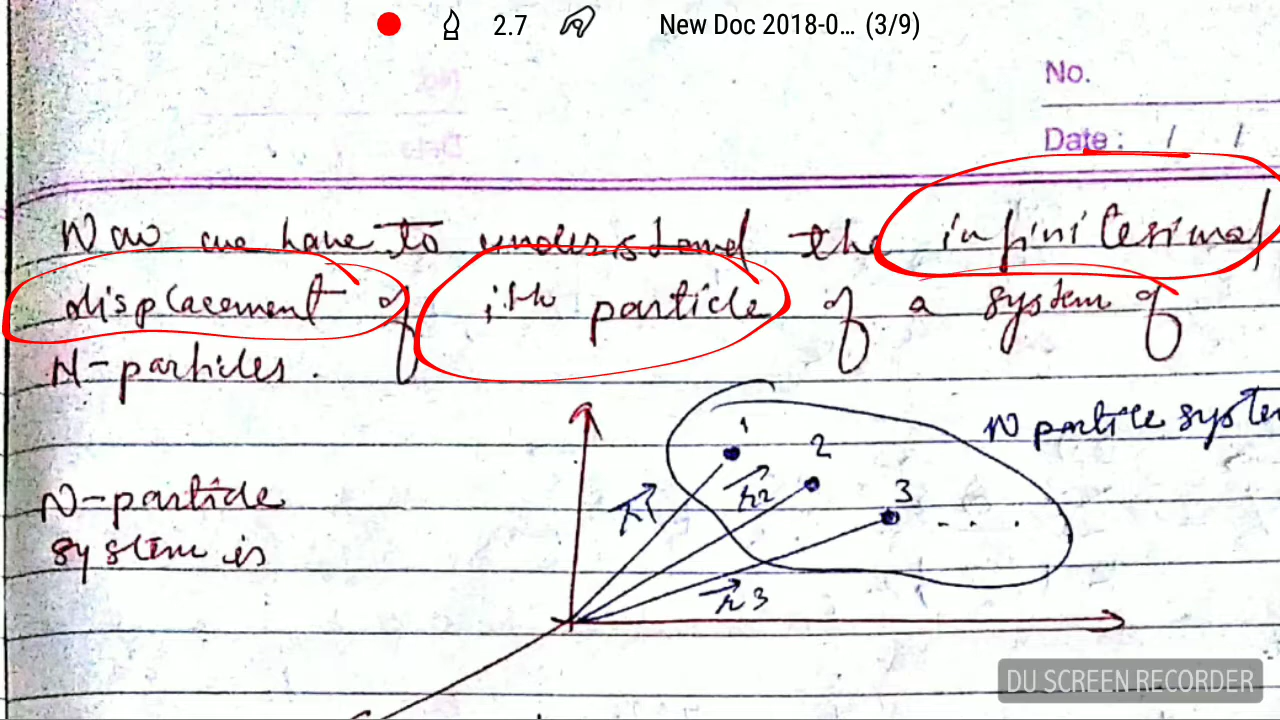 2.7 New Doc 2018-0... (3/9)
No.
Date : / /
Now we have to understand the infinitesimal
displacement of ith particle of a system of
N-particles.
N particle system
1
2
3 - . .
r1
r2
r3
N-particle
system is
DU SCREEN RECORDER